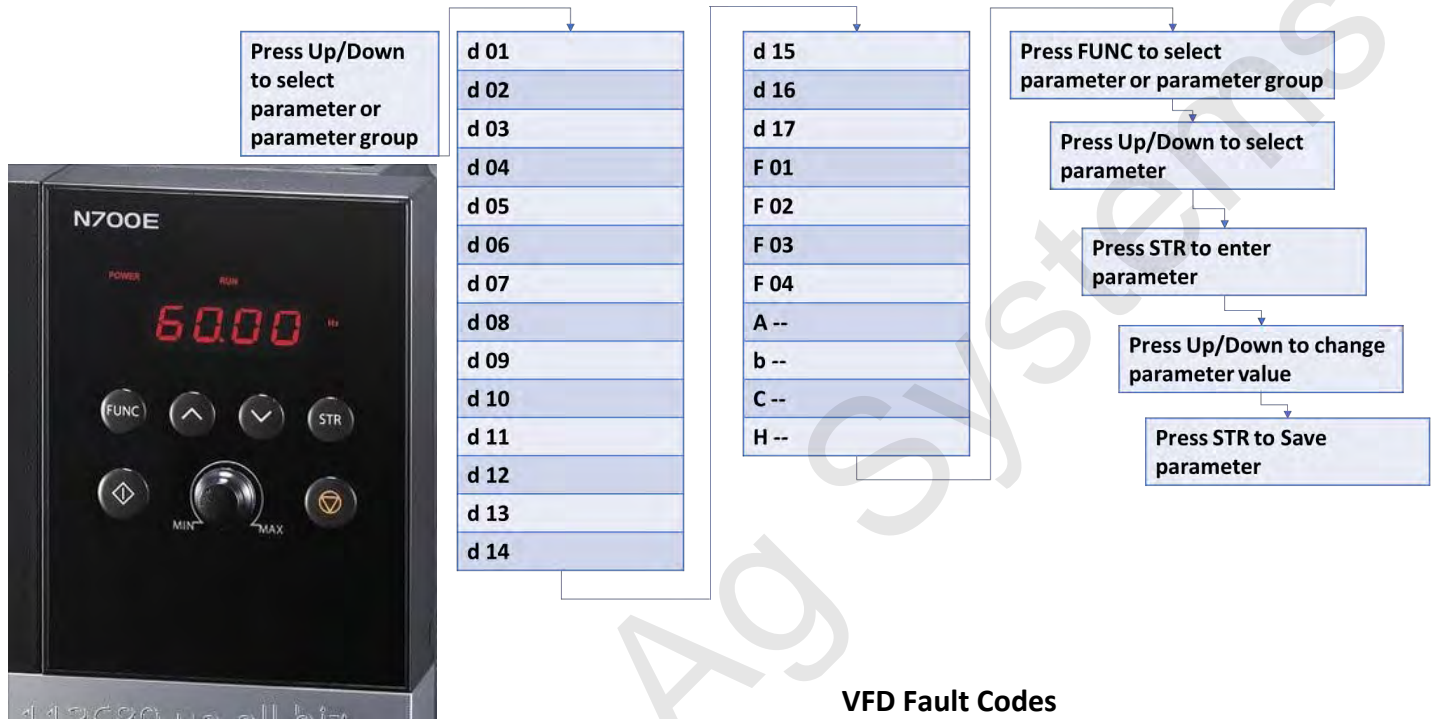 Press Up/Down
to select
parameter or
parameter group
d 01
d 02
d 03
d 04
d 05
d 06
d 07
d 08
d 09
d 10
d 11
d 12
d 13
d 14
d 15
d 16
d 17
F 01
F 02
F 03
F 04
A --
b --
C --
H --
Press FUNC to select
parameter or parameter group
Press Up/Down to select
parameter
Press STR to enter
parameter
Press Up/Down to change
parameter value
Press STR to Save
parameter
N700E
POWER
RUN
60.00 Hz
FUNC
STR
MIN
MAX
Ag Systems
VFD Fault Codes